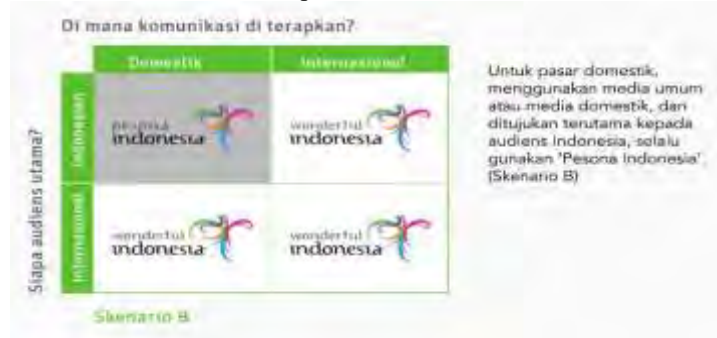 Di mana komunikasi di terapkan?
Domestik
Internasional
Siapa audiens utama?
Indonesian
pesona
indonesia
wonderful
indonesia
Internasional
wonderful
indonesia
wonderful
indonesia
Skenario B
Untuk pasar domestik,
menggunakan media umum
atau media domestik, dan
ditujukan terutama kepada
audiens Indonesia, selalu
gunakan 'Pesona Indonesia'.
(Skenario B)